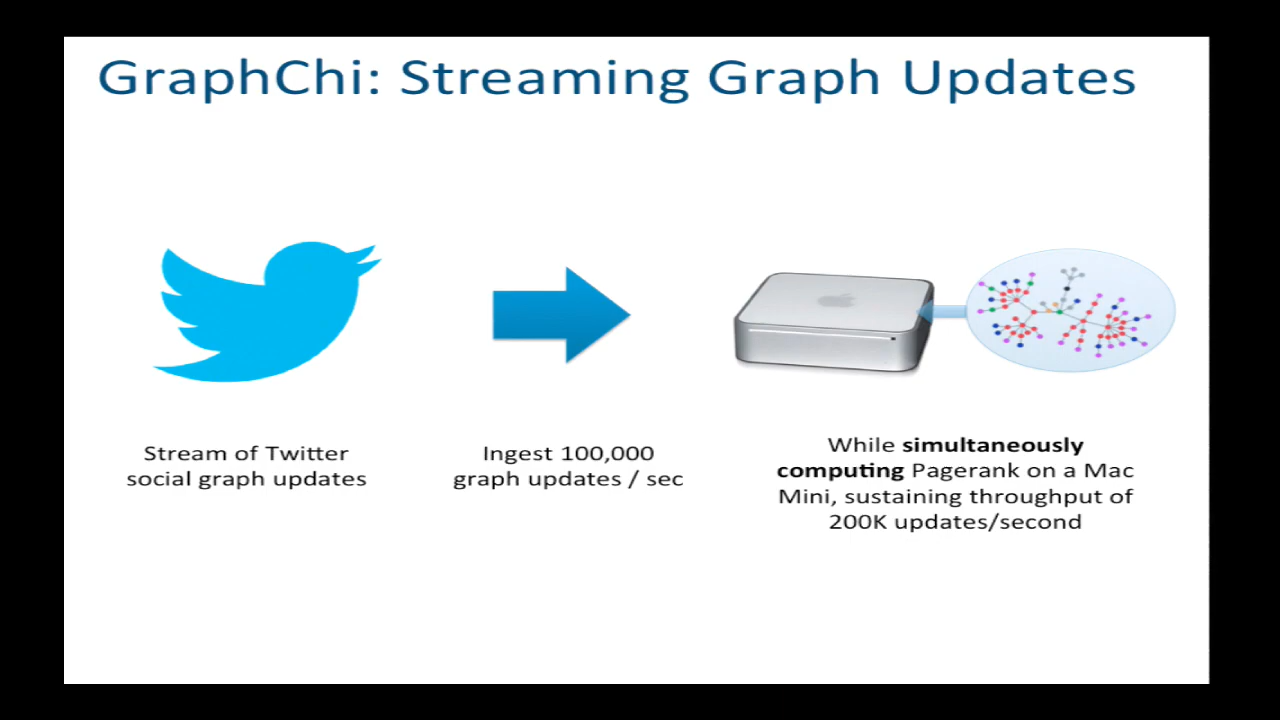 GraphChi: Streaming Graph Updates
Stream of Twitter
social graph updates
Ingest 100,000
graph updates / sec
While simultaneously
computing Pagerank on a Mac
Mini, sustaining throughput of
200K updates/second